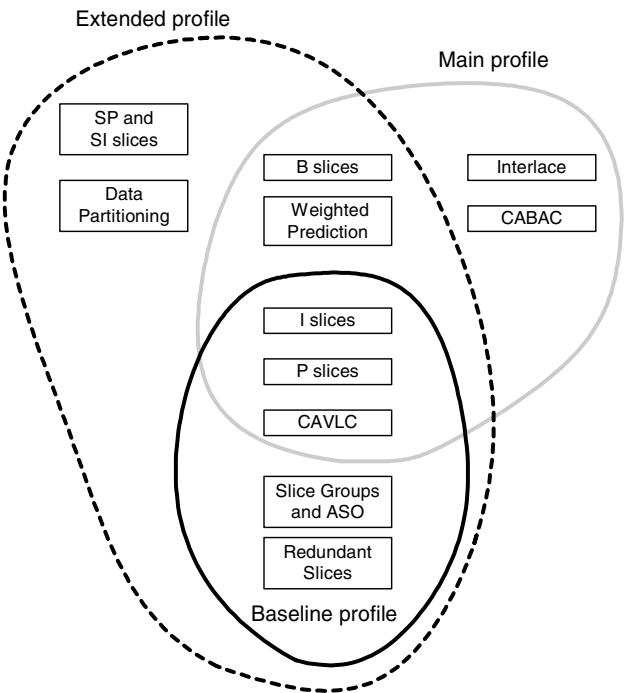 Extended profile
Main profile
SP and
SI slices
B slices
Interlace
Data
Partitioning
Weighted
Prediction
CABAC
I slices
P slices
CAVLC
Slice Groups
and ASO
Redundant
Slices
Baseline profile